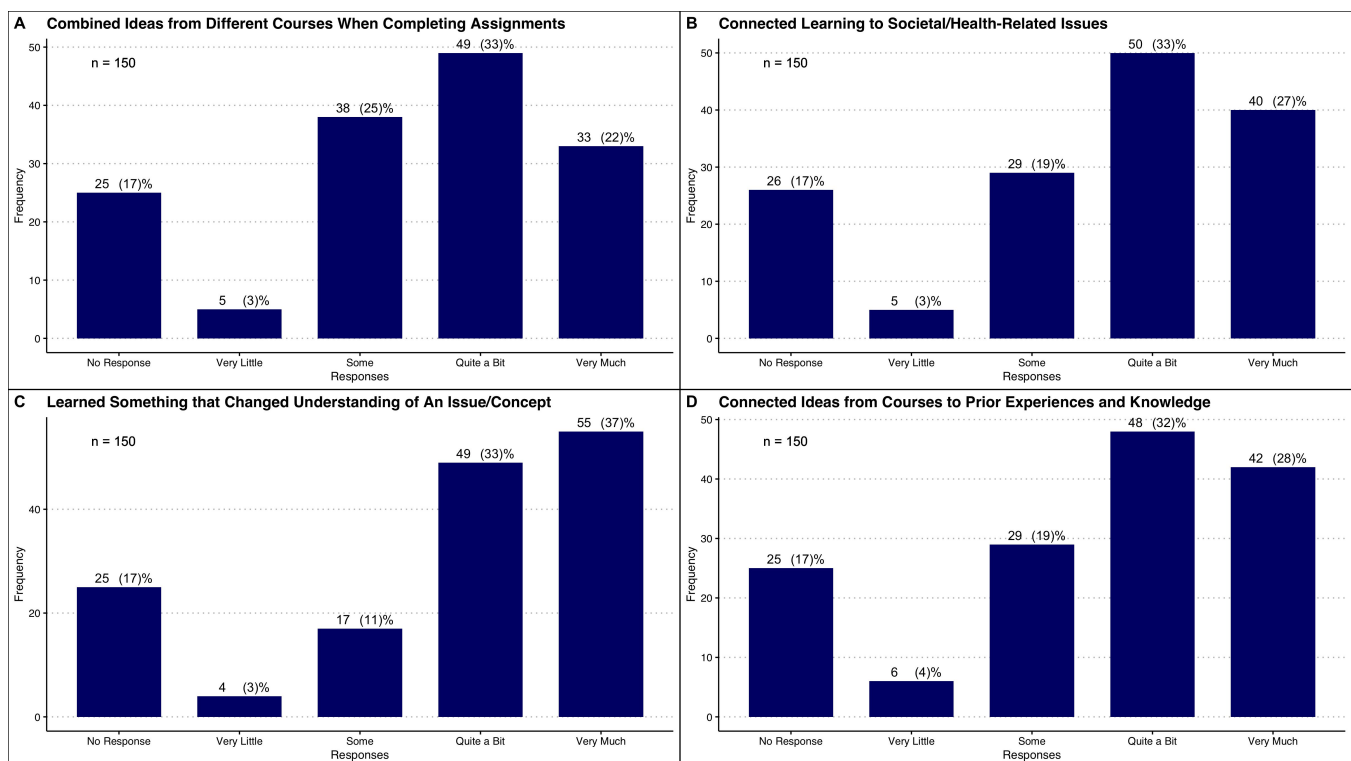 A Combined Ideas from Different Courses When Completing Assignments
n = 150
50
40
30
20
10
0
Frequency
25 (17)%
5 (3)%
38 (25)%
49 (33)%
33 (22)%
No Response Very Little Some Quite a Bit Very Much
Responses
B Connected Learning to Societal/Health-Related Issues
n = 150
50
40
30
20
10
0
Frequency
26 (17)%
5 (3)%
29 (19)%
50 (33)%
40 (27)%
No Response Very Little Some Quite a Bit Very Much
Responses
C Learned Something that Changed Understanding of An Issue/Concept
n = 150
40
20
0
Frequency
25 (17)%
4 (3)%
17 (11)%
49 (33)%
55 (37)%
No Response Very Little Some Quite a Bit Very Much
Responses
D Connected Ideas from Courses to Prior Experiences and Knowledge
n = 150
50
40
30
20
10
0
Frequency
25 (17)%
6 (4)%
29 (19)%
48 (32)%
42 (28)%
No Response Very Little Some Quite a Bit Very Much
Responses